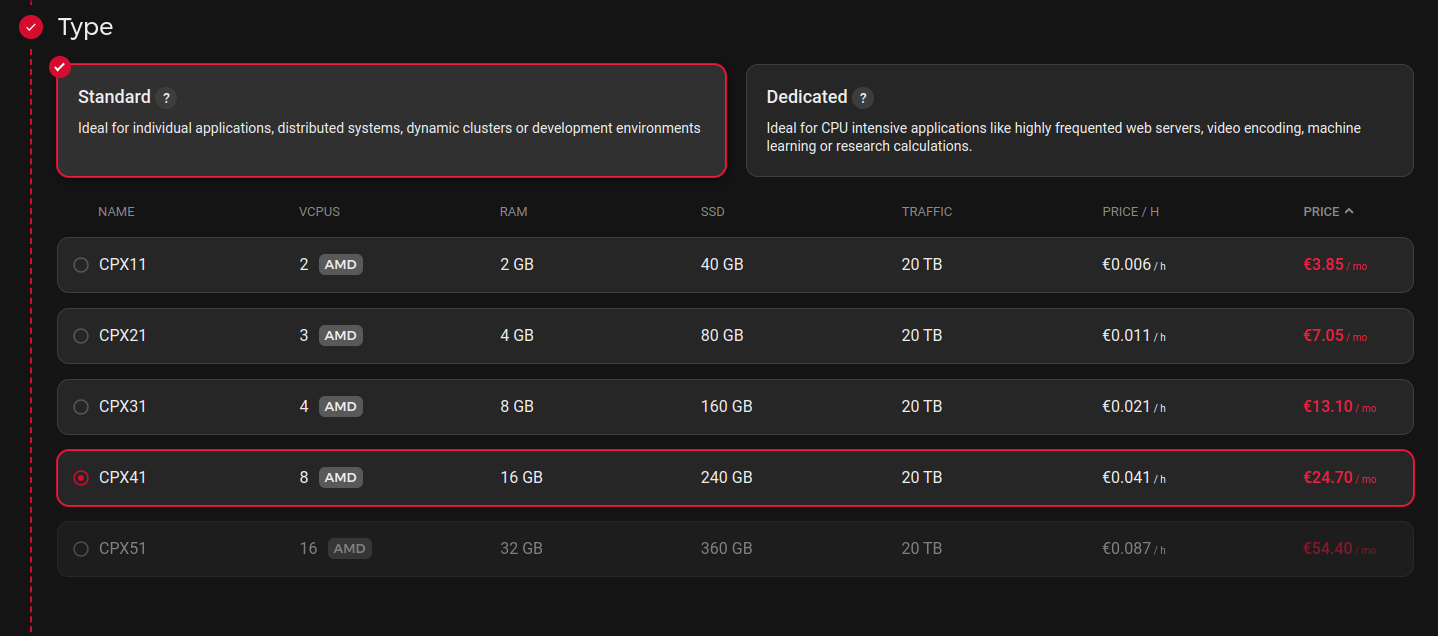 Type
Standard ?
Ideal for individual applications, distributed systems, dynamic clusters or development environments
Dedicated ?
Ideal for CPU intensive applications like highly frequented web servers, video encoding, machine
learning or research calculations.
NAME VCPUS RAM SSD TRAFFIC PRICE / H PRICE
CPX11 2 AMD 2 GB 40 GB 20 TB €0.006 / h €3.85 / mo
CPX21 3 AMD 4 GB 80 GB 20 TB €0.011 / h €7.05 / mo
CPX31 4 AMD 8 GB 160 GB 20 TB €0.021 / h €13.10 / mo
CPX41 8 AMD 16 GB 240 GB 20 TB €0.041 / h €24.70 / mo
CPX51 16 AMD 32 GB 360 GB 20 TB €0.087 / h €54.40 / mo